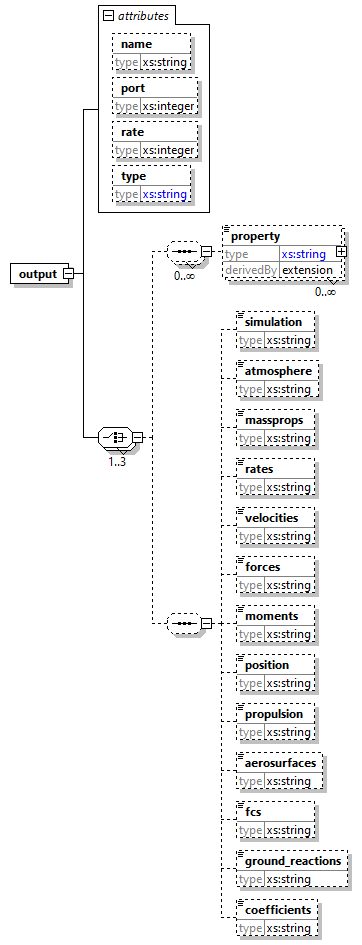 attributes
name
type xs:string
port
type xs:integer
rate
type xs:integer
type
type xs:string
output
property
type xs:string
derivedBy extension
0..∞
0..∞
1..3
simulation
type xs:string
atmosphere
type xs:string
massprops
type xs:string
rates
type xs:string
velocities
type xs:string
forces
type xs:string
moments
type xs:string
position
type xs:string
propulsion
type xs:string
aerosurfaces
type xs:string
fcs
type xs:string
ground_reactions
type xs:string
coefficients
type xs:string